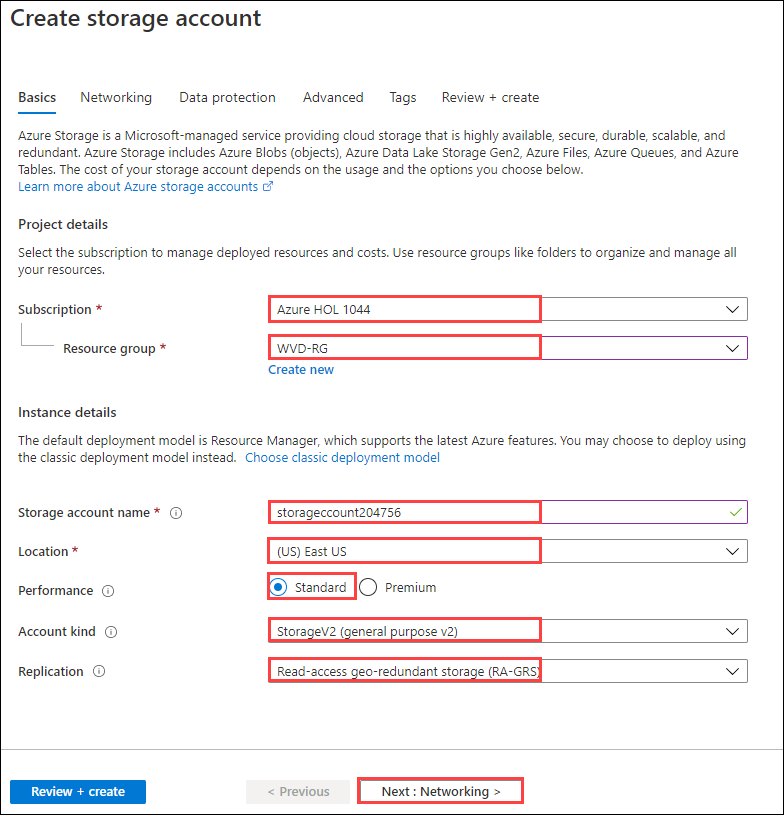 Create storage account
Basics Networking Data protection Advanced Tags Review + create
Azure Storage is a Microsoft-managed service providing cloud storage that is highly available, secure, durable, scalable, and
redundant. Azure Storage includes Azure Blobs (objects), Azure Data Lake Storage Gen2, Azure Files, Azure Queues, and Azure
Tables. The cost of your storage account depends on the usage and the options you choose below.
Learn more about Azure storage accounts
Project details
Select the subscription to manage deployed resources and costs. Use resource groups like folders to organize and manage all
your resources.
Subscription * Azure HOL 1044
Resource group * WVD-RG
Create new
Instance details
The default deployment model is Resource Manager, which supports the latest Azure features. You may choose to deploy using
the classic deployment model instead. Choose classic deployment model
Storage account name * storageccount204756
Location * (US) East US
Performance Standard Premium
Account kind StorageV2 (general purpose v2)
Replication Read-access geo-redundant storage (RA-GRS)
Review + create < Previous Next : Networking >